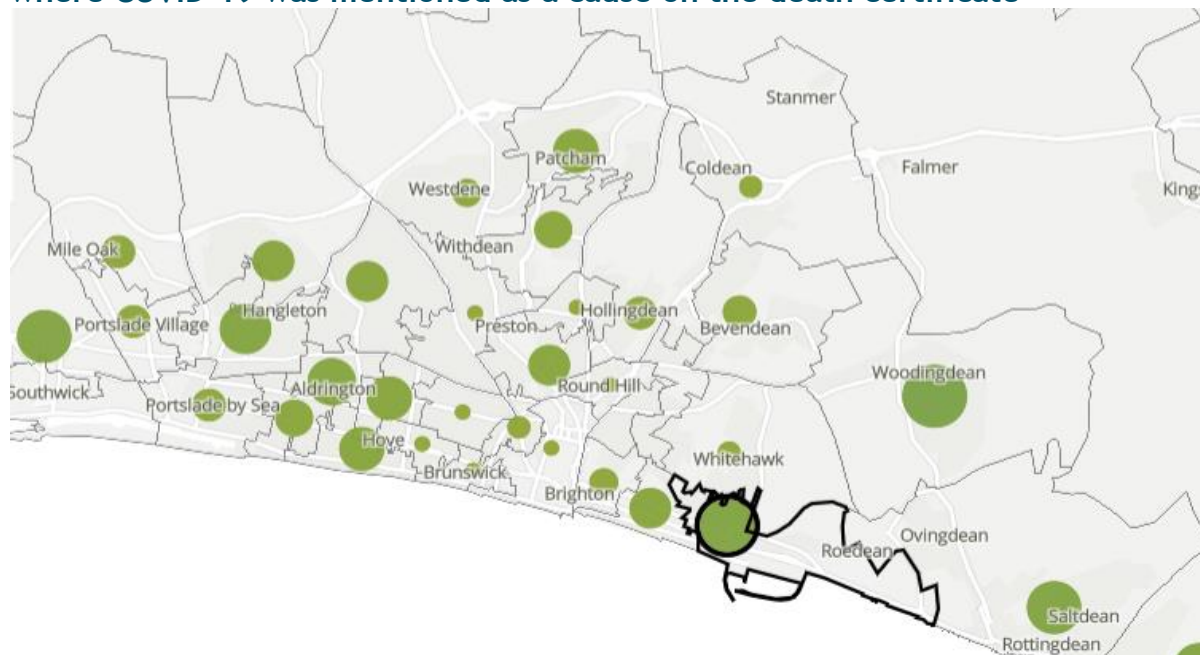 where COVID-19 was mentioned as a cause on the death certificate
Stanmer
Patcham
Coldean
Falmer
Westdene
Withdean
Mile Oak
Hangleton
Portslade Village
Preston
Hollingdean
Bevendean
Woodingdean
Round Hill
Aldrington
Southwick
Portslade by Sea
Hove
Brunswick
Whitehawk
Brighton
Ovingdean
Roedean
Saltdean
Rottingdean